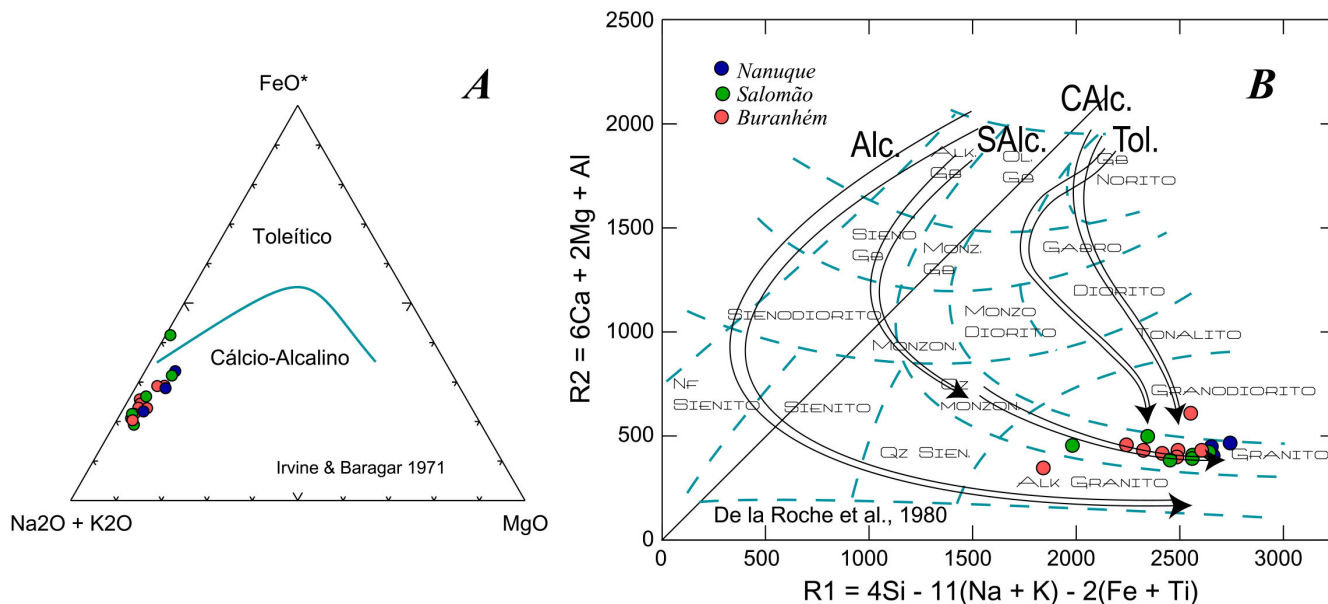 A
FeO*
Toleítico
Cálcio-Alcalino
Irvine & Baragar 1971
Na2O + K2O
MgO
B
Nanuque
Salomão
Buranhém
CAlc.
Alc.
SAlc.
Tol.
Alk.
Gb
Ol.
Gb
Gb
Norito
Sieno
Gb
Monz.
Gb
Gabro
Diorito
Sienodiorito
Monzo
Diorito
Tonalito
Monzon.
Nf
Sienito
Sienito
Qz
Monzon.
Granodiorito
Qz Sien.
Granito
Alk Granito
De la Roche et al., 1980
2500
2000
1500
1000
500
0
0
500
1000
1500
2000
2500
3000
R2 = 6Ca + 2Mg + Al
R1 = 4Si - 11(Na + K) - 2(Fe + Ti)